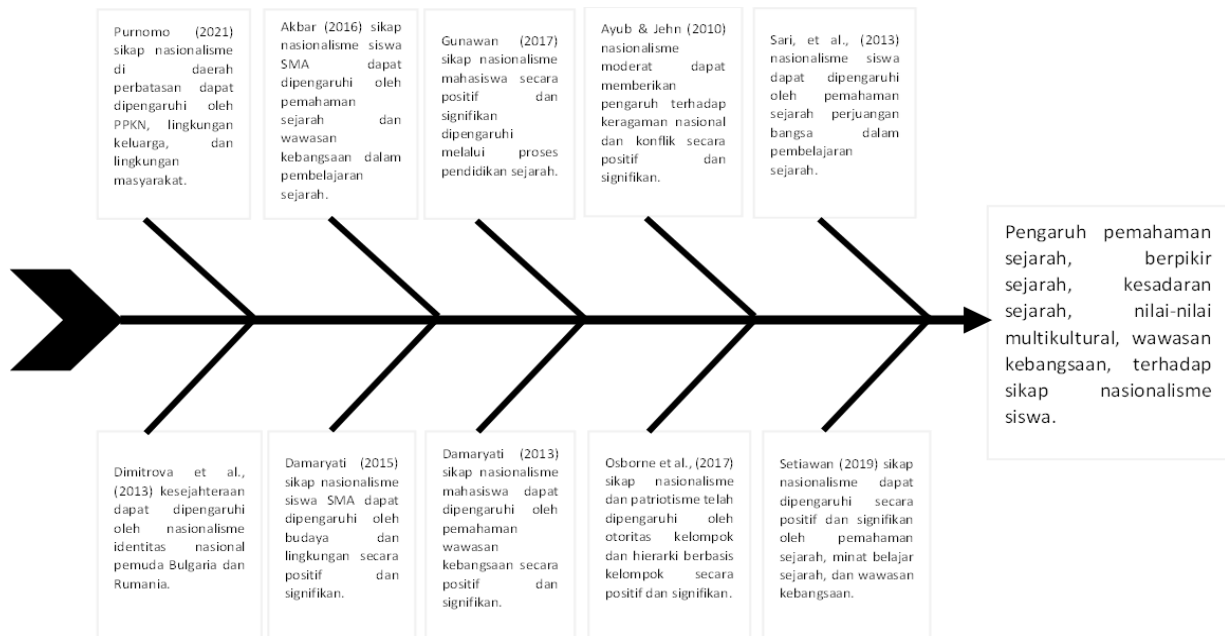 Purnomo (2021)
sikap nasionalisme
di daerah
perbatasan dapat
dipengaruhi oleh
PPKN, lingkungan
keluarga, dan
lingkungan
masyarakat.
Akbar (2016) sikap
nasionalisme siswa
SMA dapat
dipengaruhi oleh
pemahaman
sejarah dan
wawasan
kebangsaan dalam
pembelajaran
sejarah.
Gunawan (2017)
sikap nasionalisme
mahasiswa secara
positif dan
signifikan
dipengaruhi
melalui proses
pendidikan sejarah.
Ayub & Jehn (2010)
nasionalisme
moderat dapat
memberikan
pengaruh terhadap
keragaman nasional
dan konflik secara
positif dan
signifikan.
Sari, et al., (2013)
nasionalisme siswa
dapat dipengaruhi
oleh pemahaman
sejarah perjuangan
bangsa dalam
pembelajaran
sejarah.
Pengaruh pemahaman
sejarah, berpikir
sejarah, kesadaran
sejarah, nilai-nilai
multikultural, wawasan
kebangsaan, terhadap
sikap nasionalisme
siswa.
Dimitrova et al.,
(2013) kesejahteraan
dapat dipengaruhi
oleh nasionalisme
identitas nasional
pemuda Bulgaria dan
Rumania.
Damaryati (2015)
sikap nasionalisme
siswa SMA dapat
dipengaruhi oleh
budaya dan
lingkungan secara
positif dan
signifikan.
Damaryati (2013)
sikap nasionalisme
mahasiswa dapat
dipengaruhi oleh
pemahaman
wawasan
kebangsaan secara
positif dan
signifikan.
Osborne et al., (2017)
sikap nasionalisme
dan patriotisme telah
dipengaruhi oleh
otoritas kelompok
dan hierarki berbasis
kelompok secara
positif dan signifikan.
Setiawan (2019) sikap
nasionalisme dapat
dipengaruhi secara
positif dan signifikan
oleh pemahaman
sejarah, minat belajar
sejarah, dan wawasan
kebangsaan.